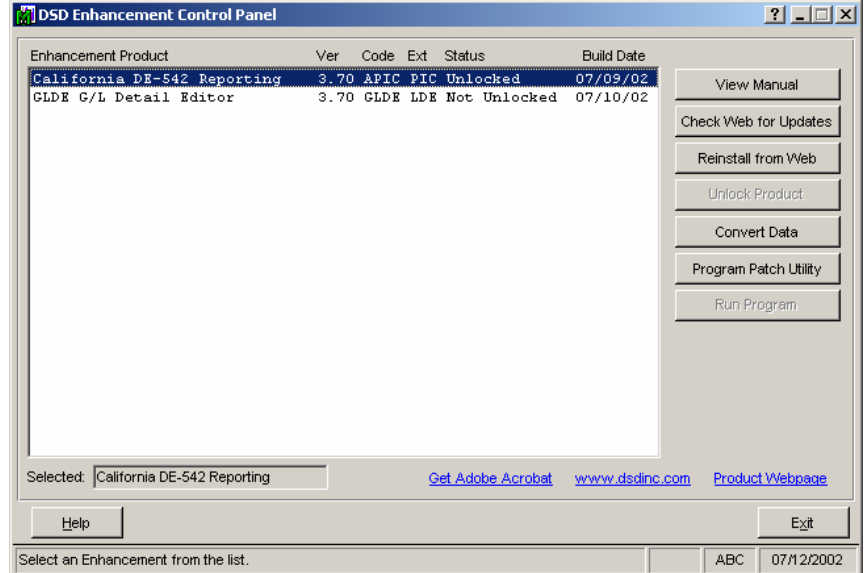 DSD Enhancement Control Panel
Enhancement Product Ver Code Ext Status Build Date
California DE-542 Reporting 3.70 APIC PIC Unlocked 07/09/02
GLDE G/L Detail Editor 3.70 GLDE LDE Not Unlocked 07/10/02
View Manual
Check Web for Updates
Reinstall from Web
Unlock Product
Convert Data
Program Patch Utility
Run Program
Selected: California DE-542 Reporting Get Adobe Acrobat www.dsdinc.com Product Webpage
Help Exit
Select an Enhancement from the list. ABC 07/12/2002